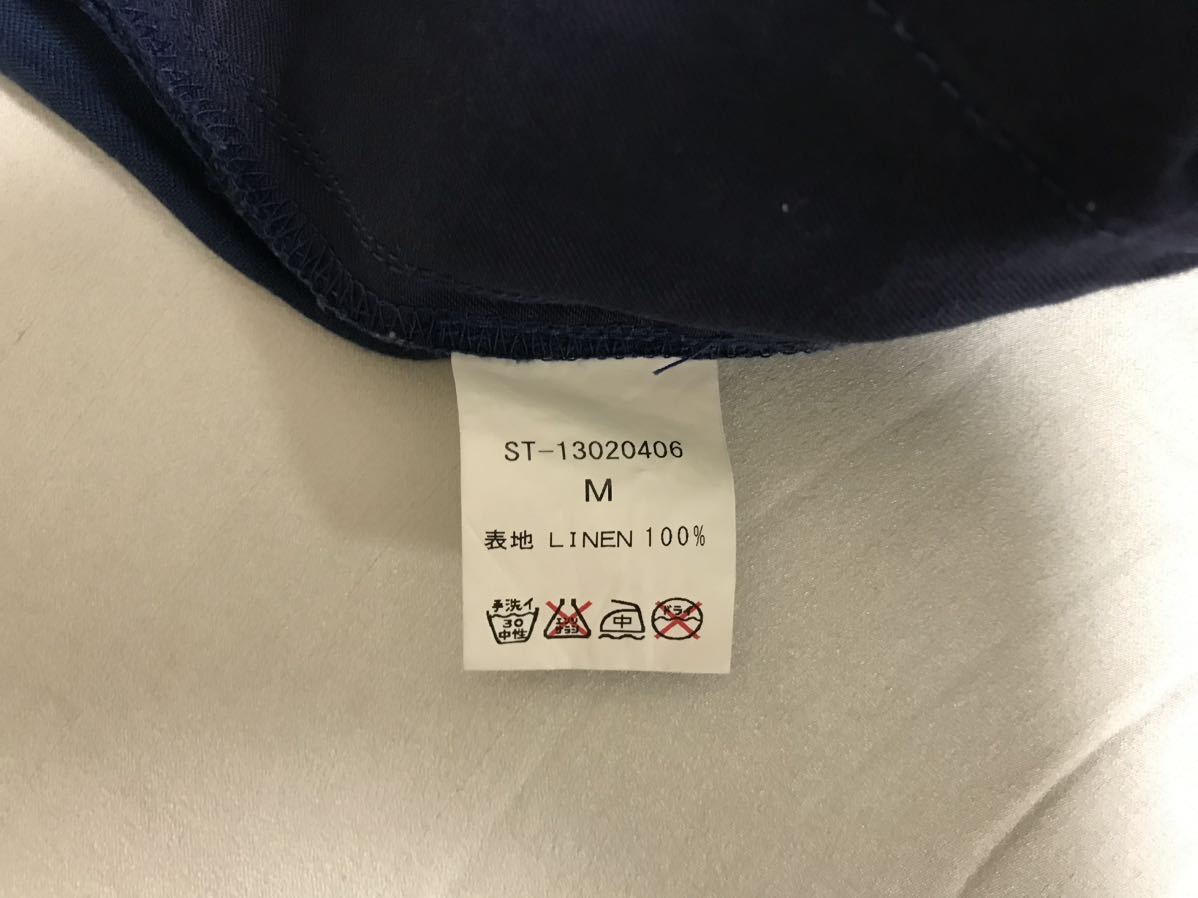 ST-13020406
M
表地 LINEN 100%
手洗イ
30
中性
エンソ
サラシ
中
ドライ